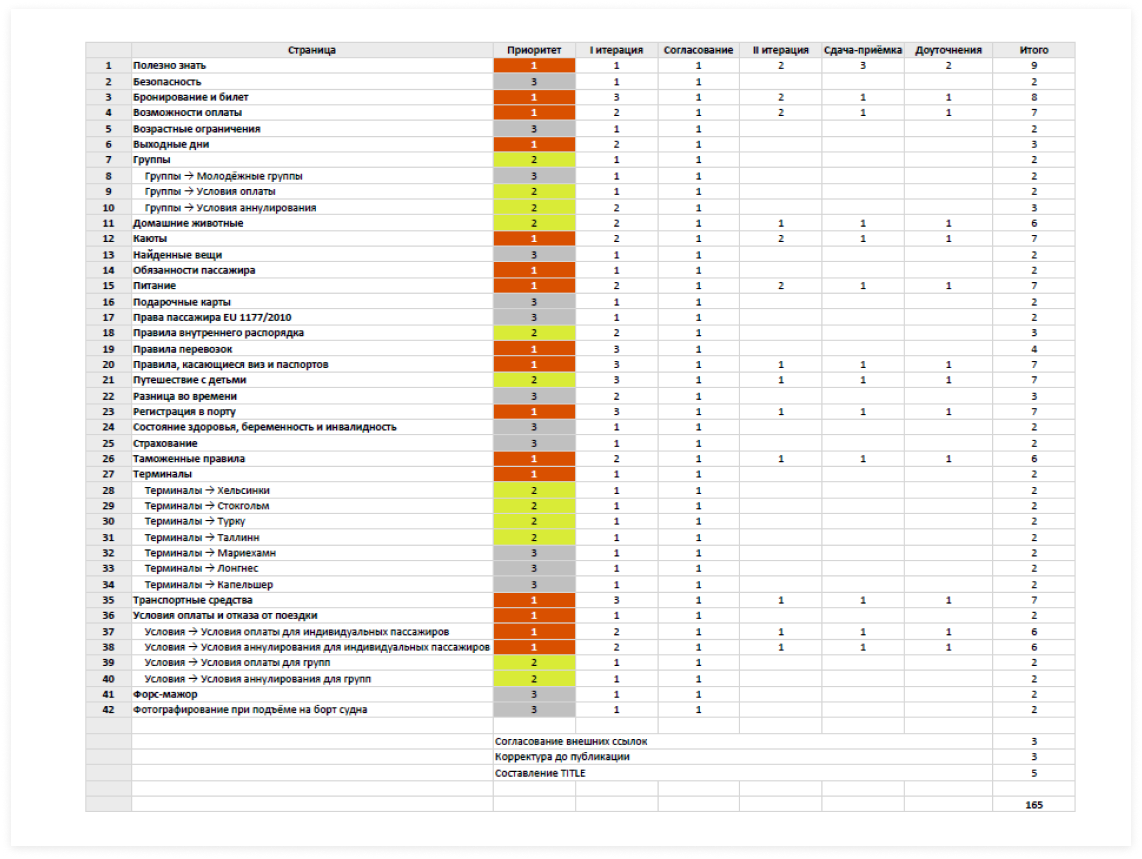 Страница Приоритет I итерация Согласование II итерация Сдача-приёмка Доуточнения Итого
1 Полезно знать 1 1 1 2 3 2 9
2 Безопасность 3 1 1 2
3 Бронирование и билет 1 3 1 2 1 1 8
4 Возможности оплаты 1 2 1 2 1 1 7
5 Возрастные ограничения 3 1 1 2
6 Выходные дни 1 2 1 3
7 Группы 2 1 1 2
8 Группы → Молодёжные группы 3 1 1 2
9 Группы → Условия оплаты 2 1 1 2
10 Группы → Условия аннулирования 2 2 1 3
11 Домашние животные 2 2 1 1 1 1 6
12 Каюты 1 2 1 2 1 1 7
13 Найденные вещи 3 1 1 2
14 Обязанности пассажира 1 1 1 2
15 Питание 1 2 1 2 1 1 7
16 Подарочные карты 3 1 1 2
17 Права пассажира EU 1177/2010 3 1 1 2
18 Правила внутреннего распорядка 2 2 1 3
19 Правила перевозок 1 3 1 4
20 Правила, касающиеся виз и паспортов 1 3 1 1 1 1 7
21 Путешествие с детьми 2 3 1 1 1 1 7
22 Разница во времени 3 2 1 3
23 Регистрация в порту 1 3 1 1 1 1 7
24 Состояние здоровья, беременность и инвалидность 3 1 1 2
25 Страхование 3 1 1 2
26 Таможенные правила 1 2 1 1 1 1 6
27 Терминалы 1 1 1 2
28 Терминалы → Хельсинки 2 1 1 2
29 Терминалы → Стокгольм 2 1 1 2
30 Терминалы → Турку 2 1 1 2
31 Терминалы → Таллинн 2 1 1 2
32 Терминалы → Мариехамн 3 1 1 2
33 Терминалы → Лонгнес 3 1 1 2
34 Терминалы → Капельшер 3 1 1 2
35 Транспортные средства 1 3 1 1 1 1 7
36 Условия оплаты и отказа от поездки 1 1 1 2
37 Условия → Условия оплаты для индивидуальных пассажиров 1 2 1 1 1 1 6
38 Условия → Условия аннулирования для индивидуальных пассажиров 1 2 1 1 1 1 6
39 Условия → Условия оплаты для групп 2 1 1 2
40 Условия → Условия аннулирования для групп 2 1 1 2
41 Форс-мажор 3 1 1 2
42 Фотографирование при подъёме на борт судна 3 1 1 2
Согласование внешних ссылок 3
Корректура до публикации 3
Составление TITLE 5
165